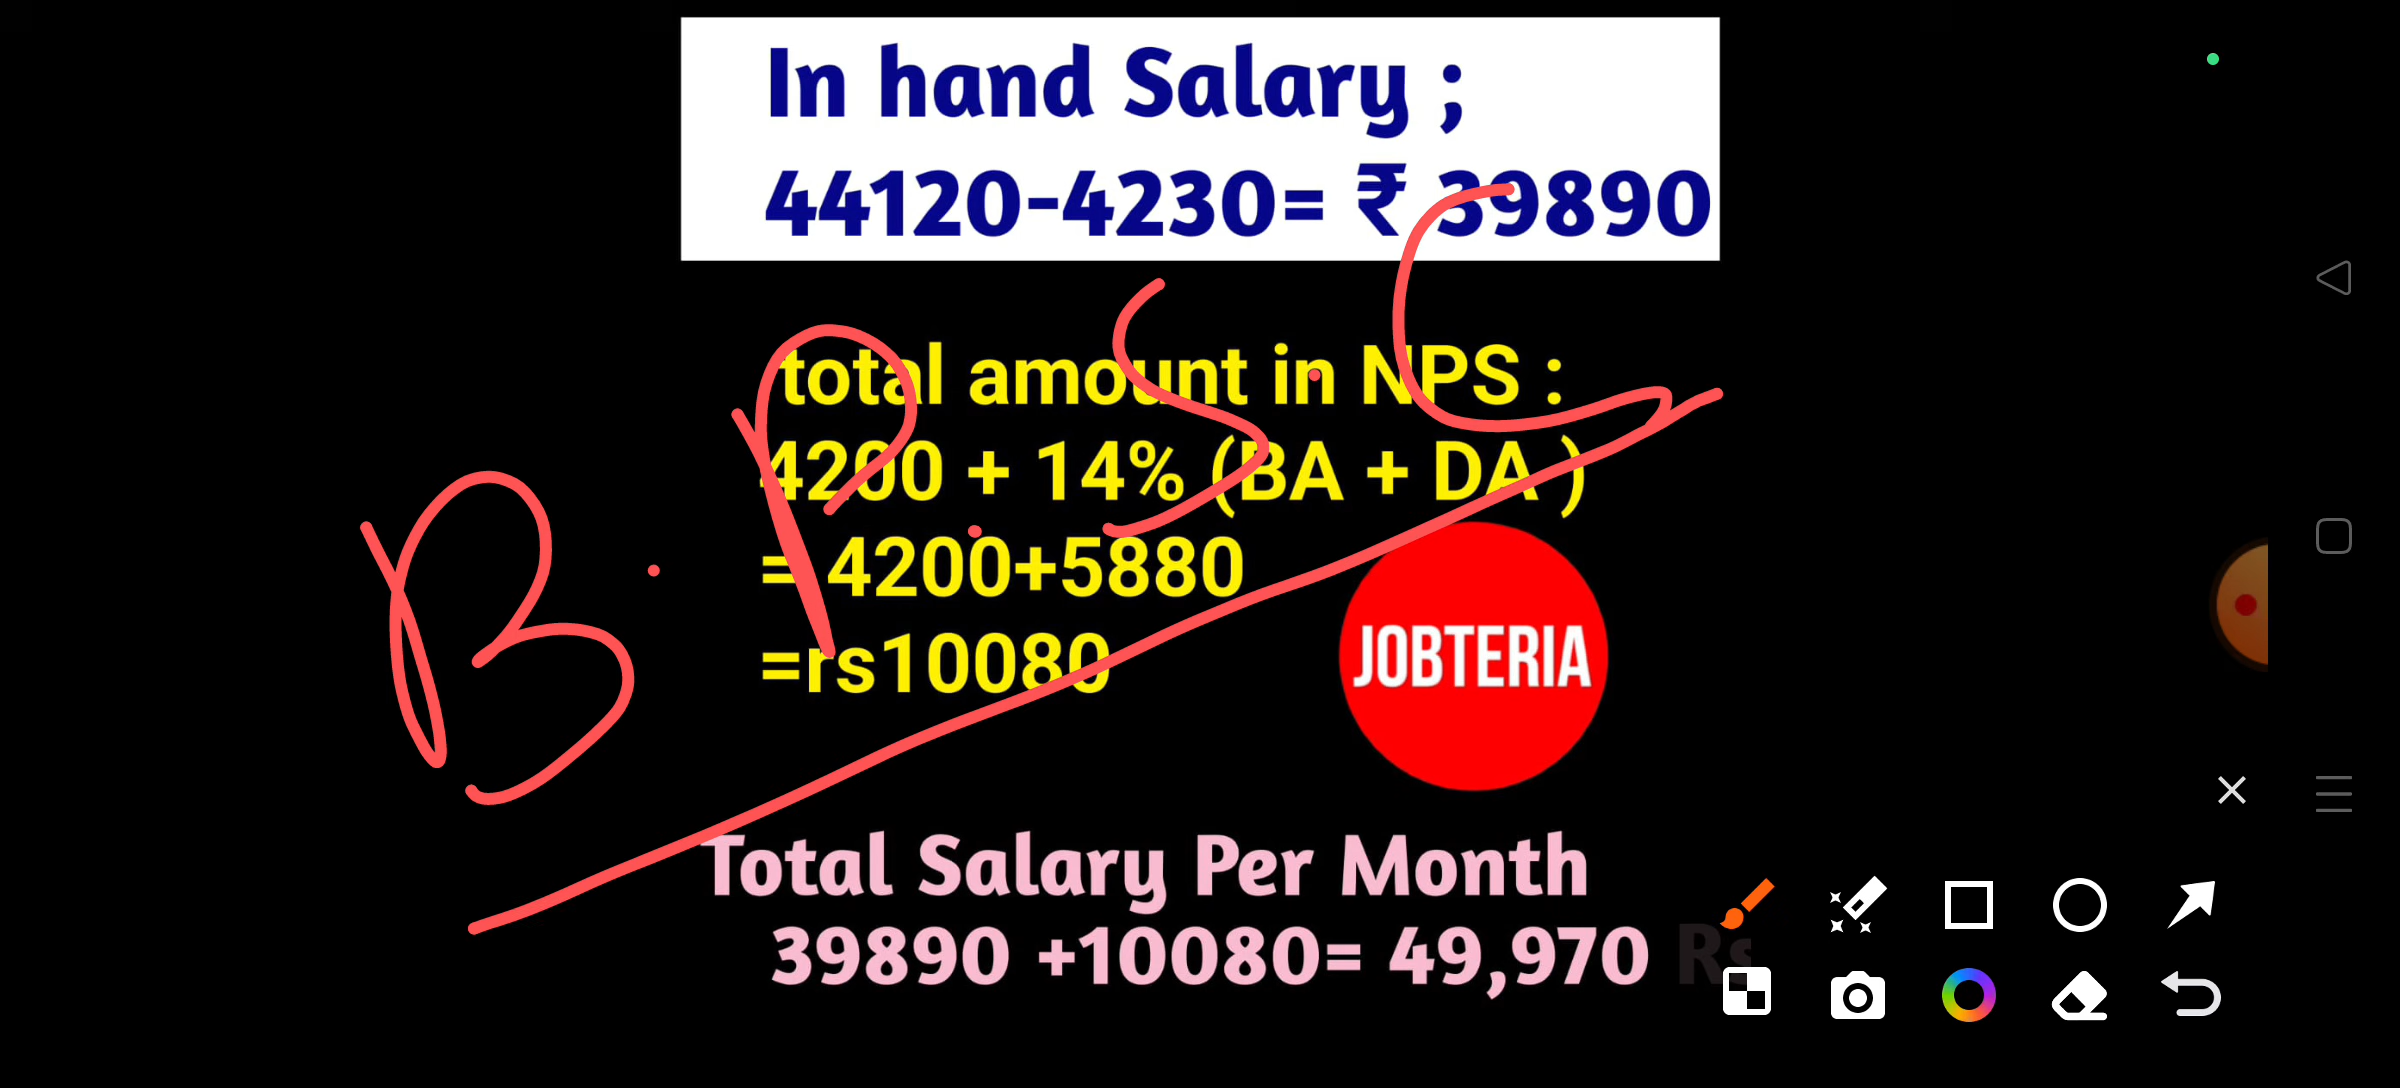 In hand Salary ;
44120-4230= ₹ 39890
total amount in NPS :
4200 + 14% (BA + DA )
= 4200+5880
=rs10080
B.P.S.C
JOBTERIA
Total Salary Per Month
39890 +10080= 49,970 Rs